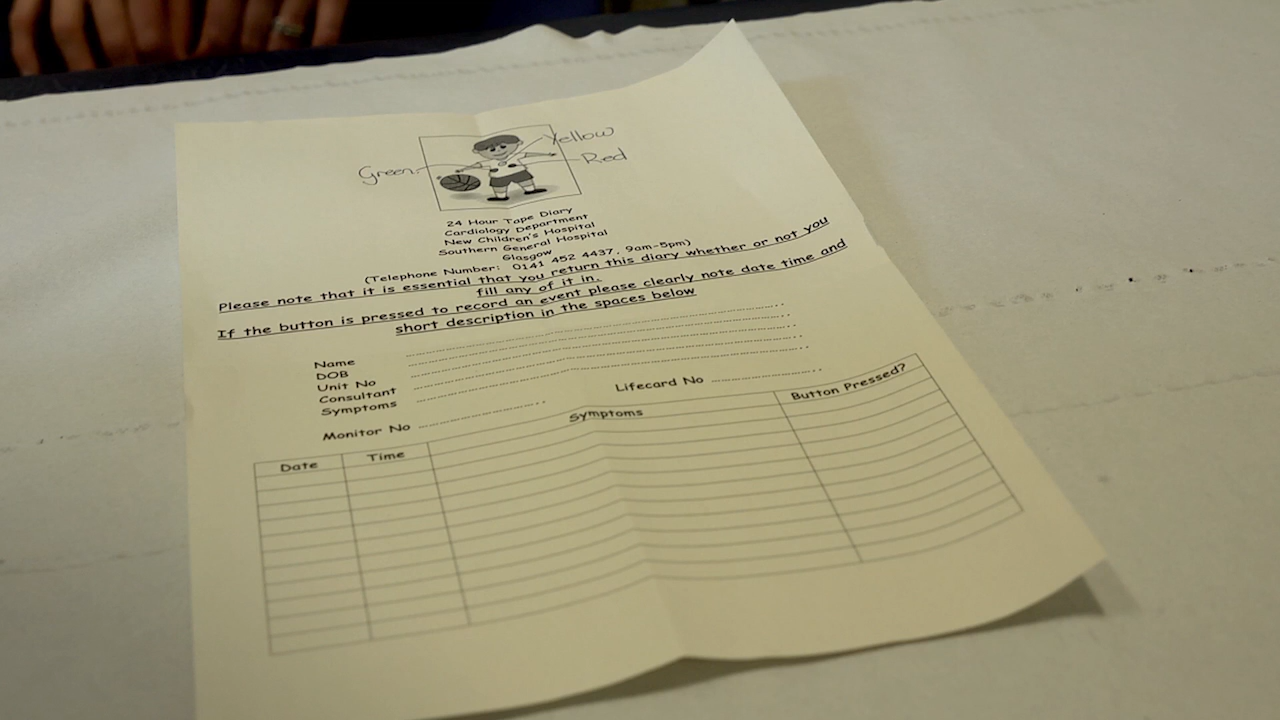 Yellow
Green
Red
24 Hour Tape Diary
Cardiology Department
New Children's Hospital
Southern General Hospital
Glasgow
(Telephone Number: 0141 452 4437, 9am-5pm)
Please note that it is essential that you return this diary whether or not you
fill any of it in.
If the button is pressed to record an event please clearly note date time and
short description in the spaces below
Name ....................
DOB ....................
Unit No ....................
Consultant ....................
Symptoms ....................
Monitor No .................... Lifecard No ....................
Date Time Symptoms Button Pressed?